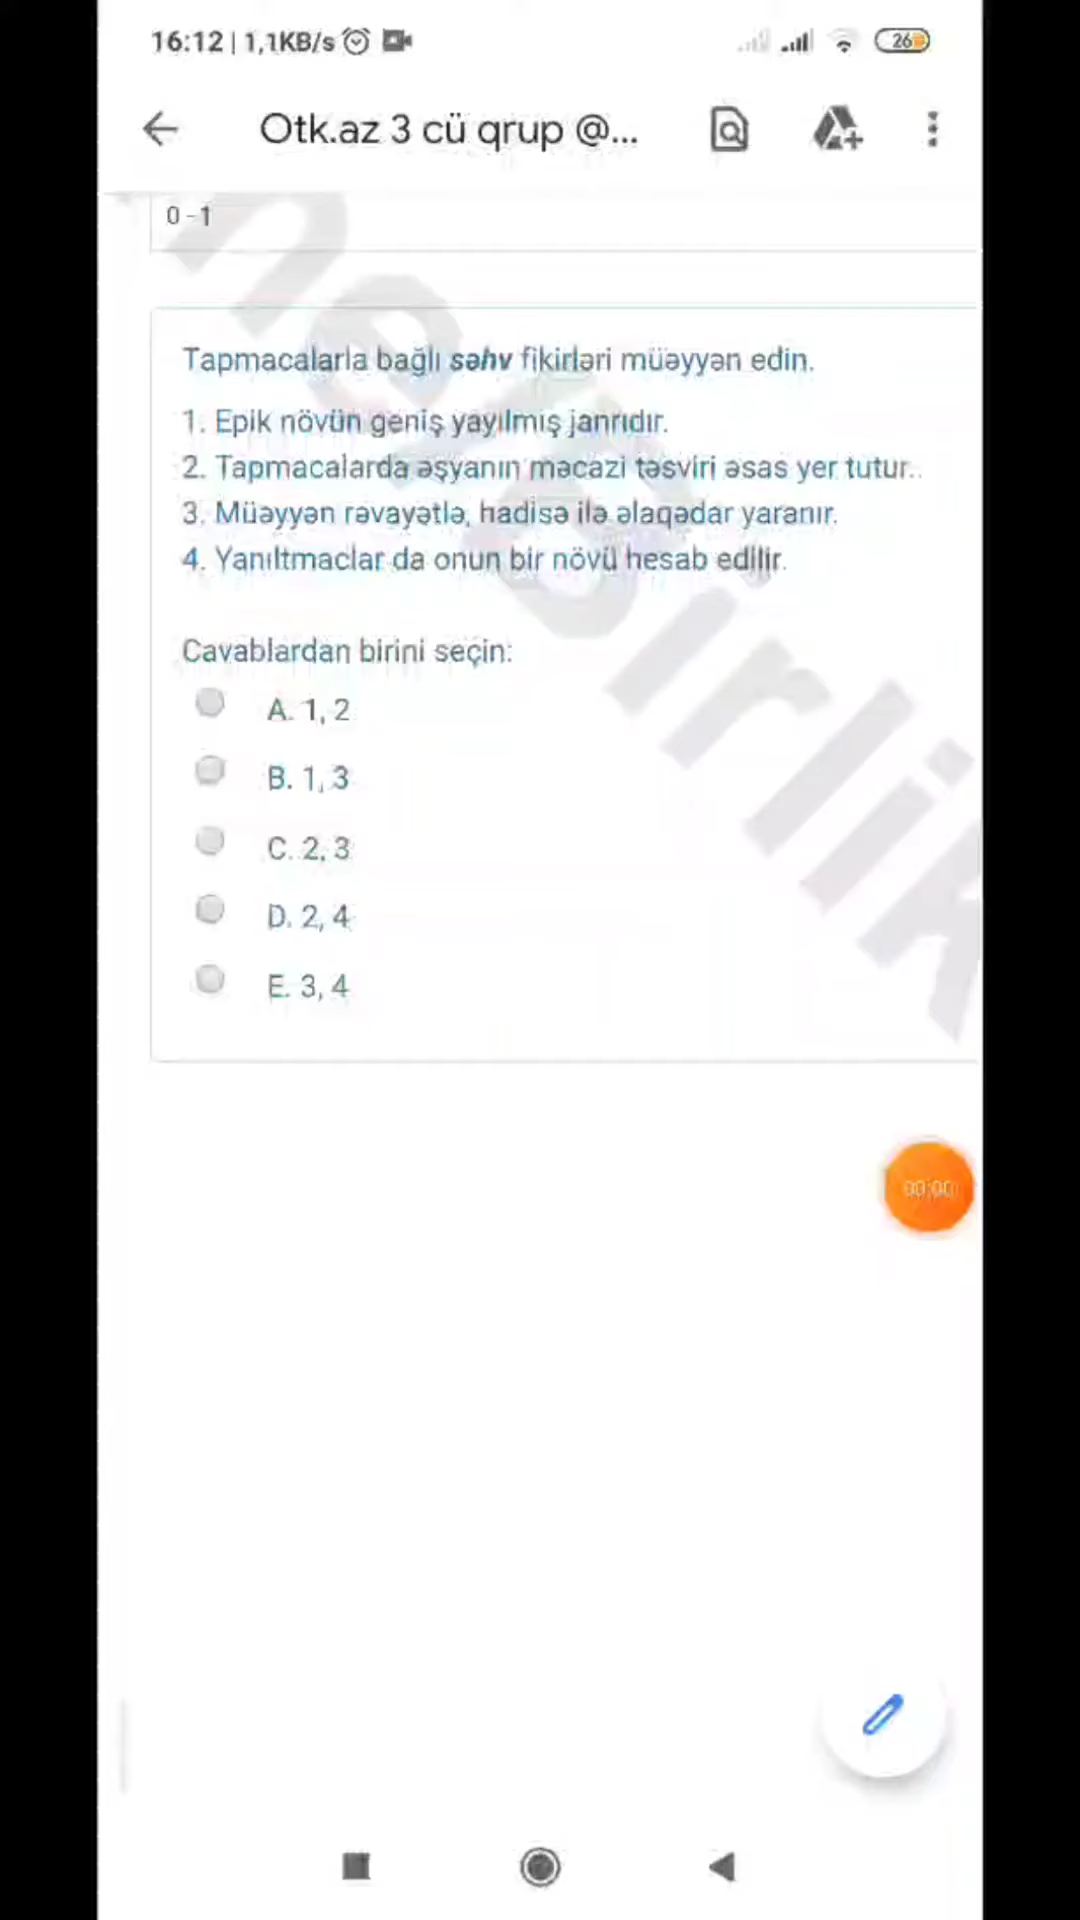 16:12 | 1,1KB/s
26
Otk.az 3 cü qrup @...
0 - 1
Tapmacalarla bağlı səhv fikirləri müəyyən edin.
1. Epik növün geniş yayılmış janrıdır.
2. Tapmacalarda əşyanın məcazi təsviri əsas yer tutur..
3. Müəyyən rəvayətlə, hadisə ilə əlaqədar yaranır.
4. Yanıltmaclar da onun bir növü hesab edilir.
Cavablardan birini seçin:
A. 1, 2
B. 1, 3
C. 2, 3
D. 2, 4
E. 3, 4
00:00